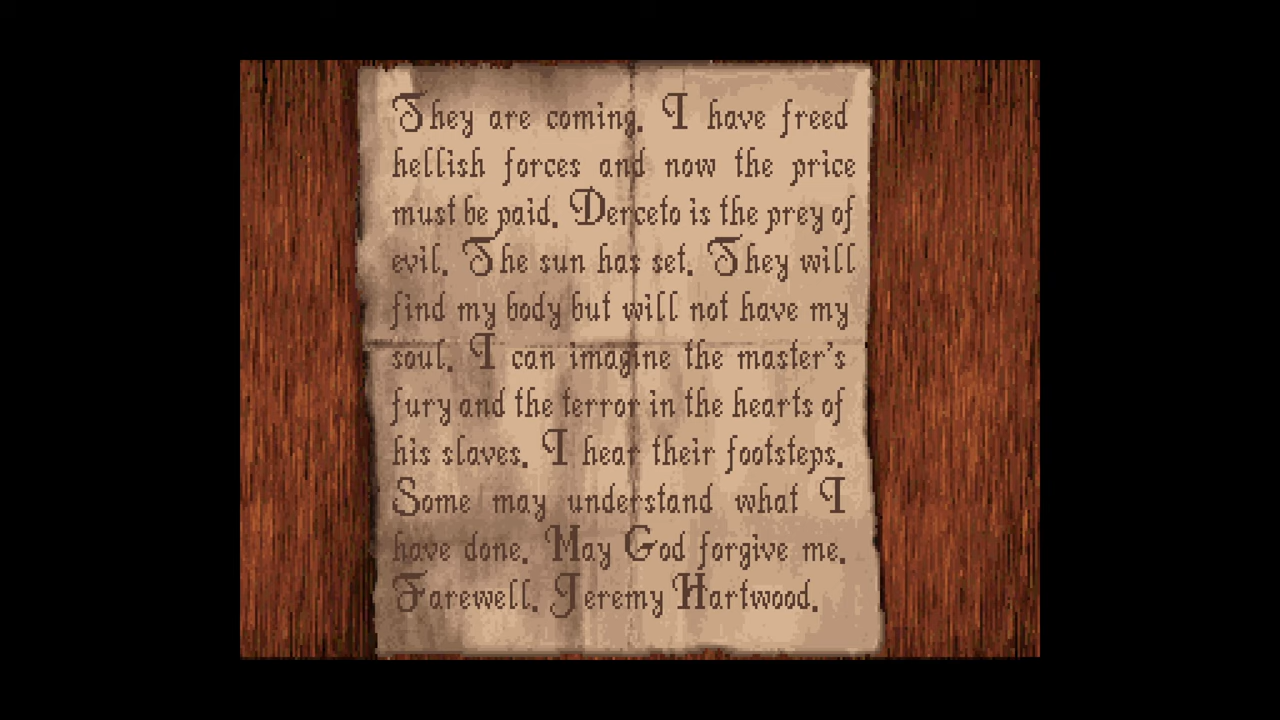 They are coming. I have freed
hellish forces and now the price
must be paid. Derceto is the prey of
evil. The sun has set. They will
find my body but will not have my
soul. I can imagine the master's
fury and the terror in the hearts of
his slaves. I hear their footsteps.
Some may understand what I
have done. May God forgive me.
Farewell. Jeremy Hartwood.